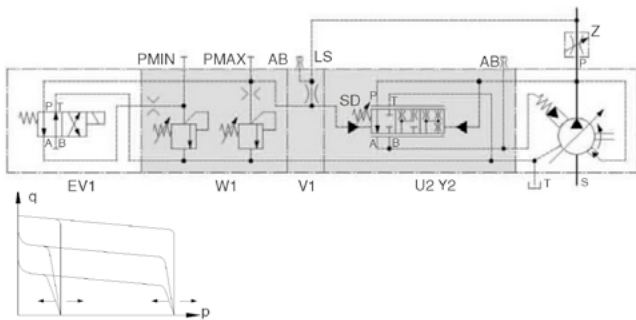 Z
PMIN PMAX AB LS AB P
P T SD P T
A B A B
EV1 W1 V1 U2 Y2 T S
q
p